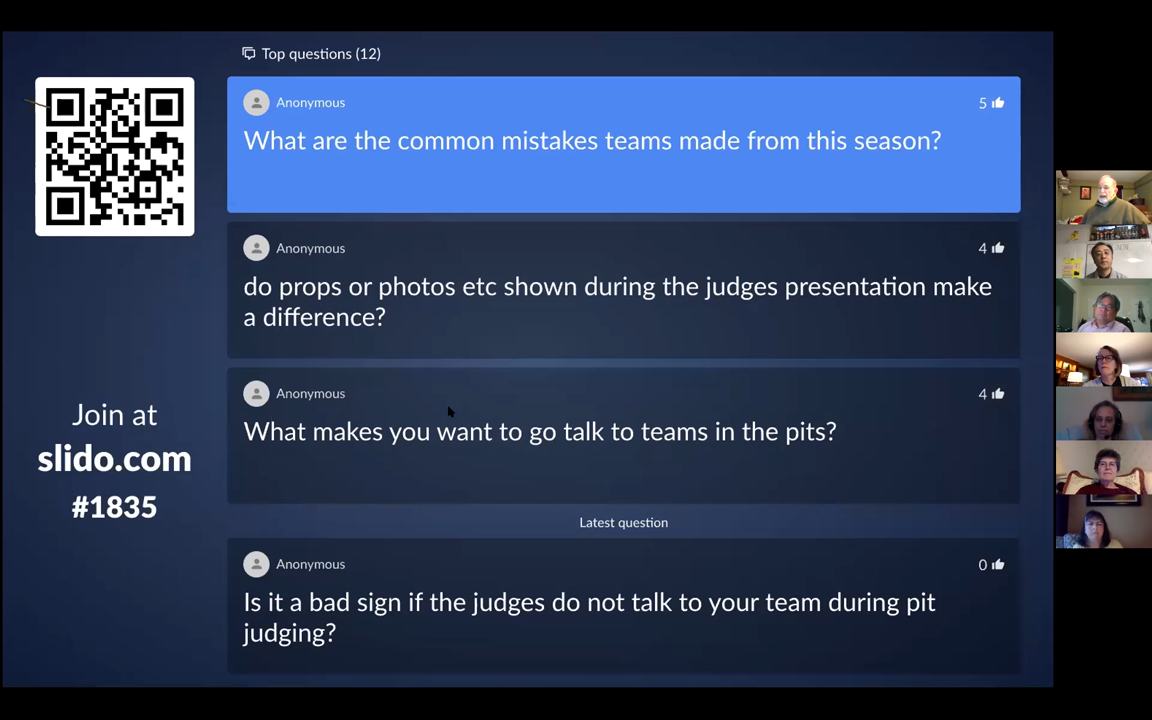 Top questions (12)
Anonymous
5
What are the common mistakes teams made from this season?
Anonymous
4
do props or photos etc shown during the judges presentation make
a difference?
Anonymous
4
What makes you want to go talk to teams in the pits?
Join at
slido.com
#1835
Latest question
Anonymous
0
Is it a bad sign if the judges do not talk to your team during pit
judging?